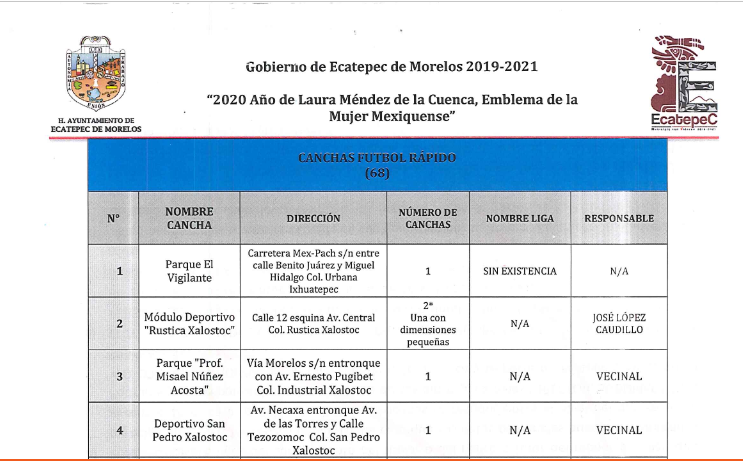 Gobierno de Ecatepec de Morelos 2019-2021
"2020 Año de Laura Méndez de la Cuenca, Emblema de la
Mujer Mexiquense"
H. AYUNTAMIENTO DE
ECATEPEC DE MORELOS
EcatepeC
CANCHAS FUTBOL RÁPIDO
(68)
N°
NOMBRE
CANCHA
DIRECCIÓN
NÚMERO DE
CANCHAS
NOMBRE LIGA
RESPONSABLE
1
Parque El
Vigilante
Carretera Mex-Pach s/n entre
calle Benito Juárez y Miguel
Hidalgo Col. Urbana
Ixhuatepec
1
SIN EXISTENCIA
N/A
2
Módulo Deportivo
"Rustica Xalostoc"
Calle 12 esquina Av. Central
Col. Rustica Xalostoc
2*
Una con
dimensiones
pequeñas
N/A
JOSÉ LÓPEZ
CAUDILLO
3
Parque "Prof.
Misael Núñez
Acosta"
Vía Morelos s/n entronque
con Av. Ernesto Pugibet
Col. Industrial Xalostoc
1
N/A
VECINAL
4
Deportivo San
Pedro Xalostoc
Av. Necaxa entronque Av.
de las Torres y Calle
Tezozomoc Col. San Pedro
Xalostoc
1
N/A
VECINAL